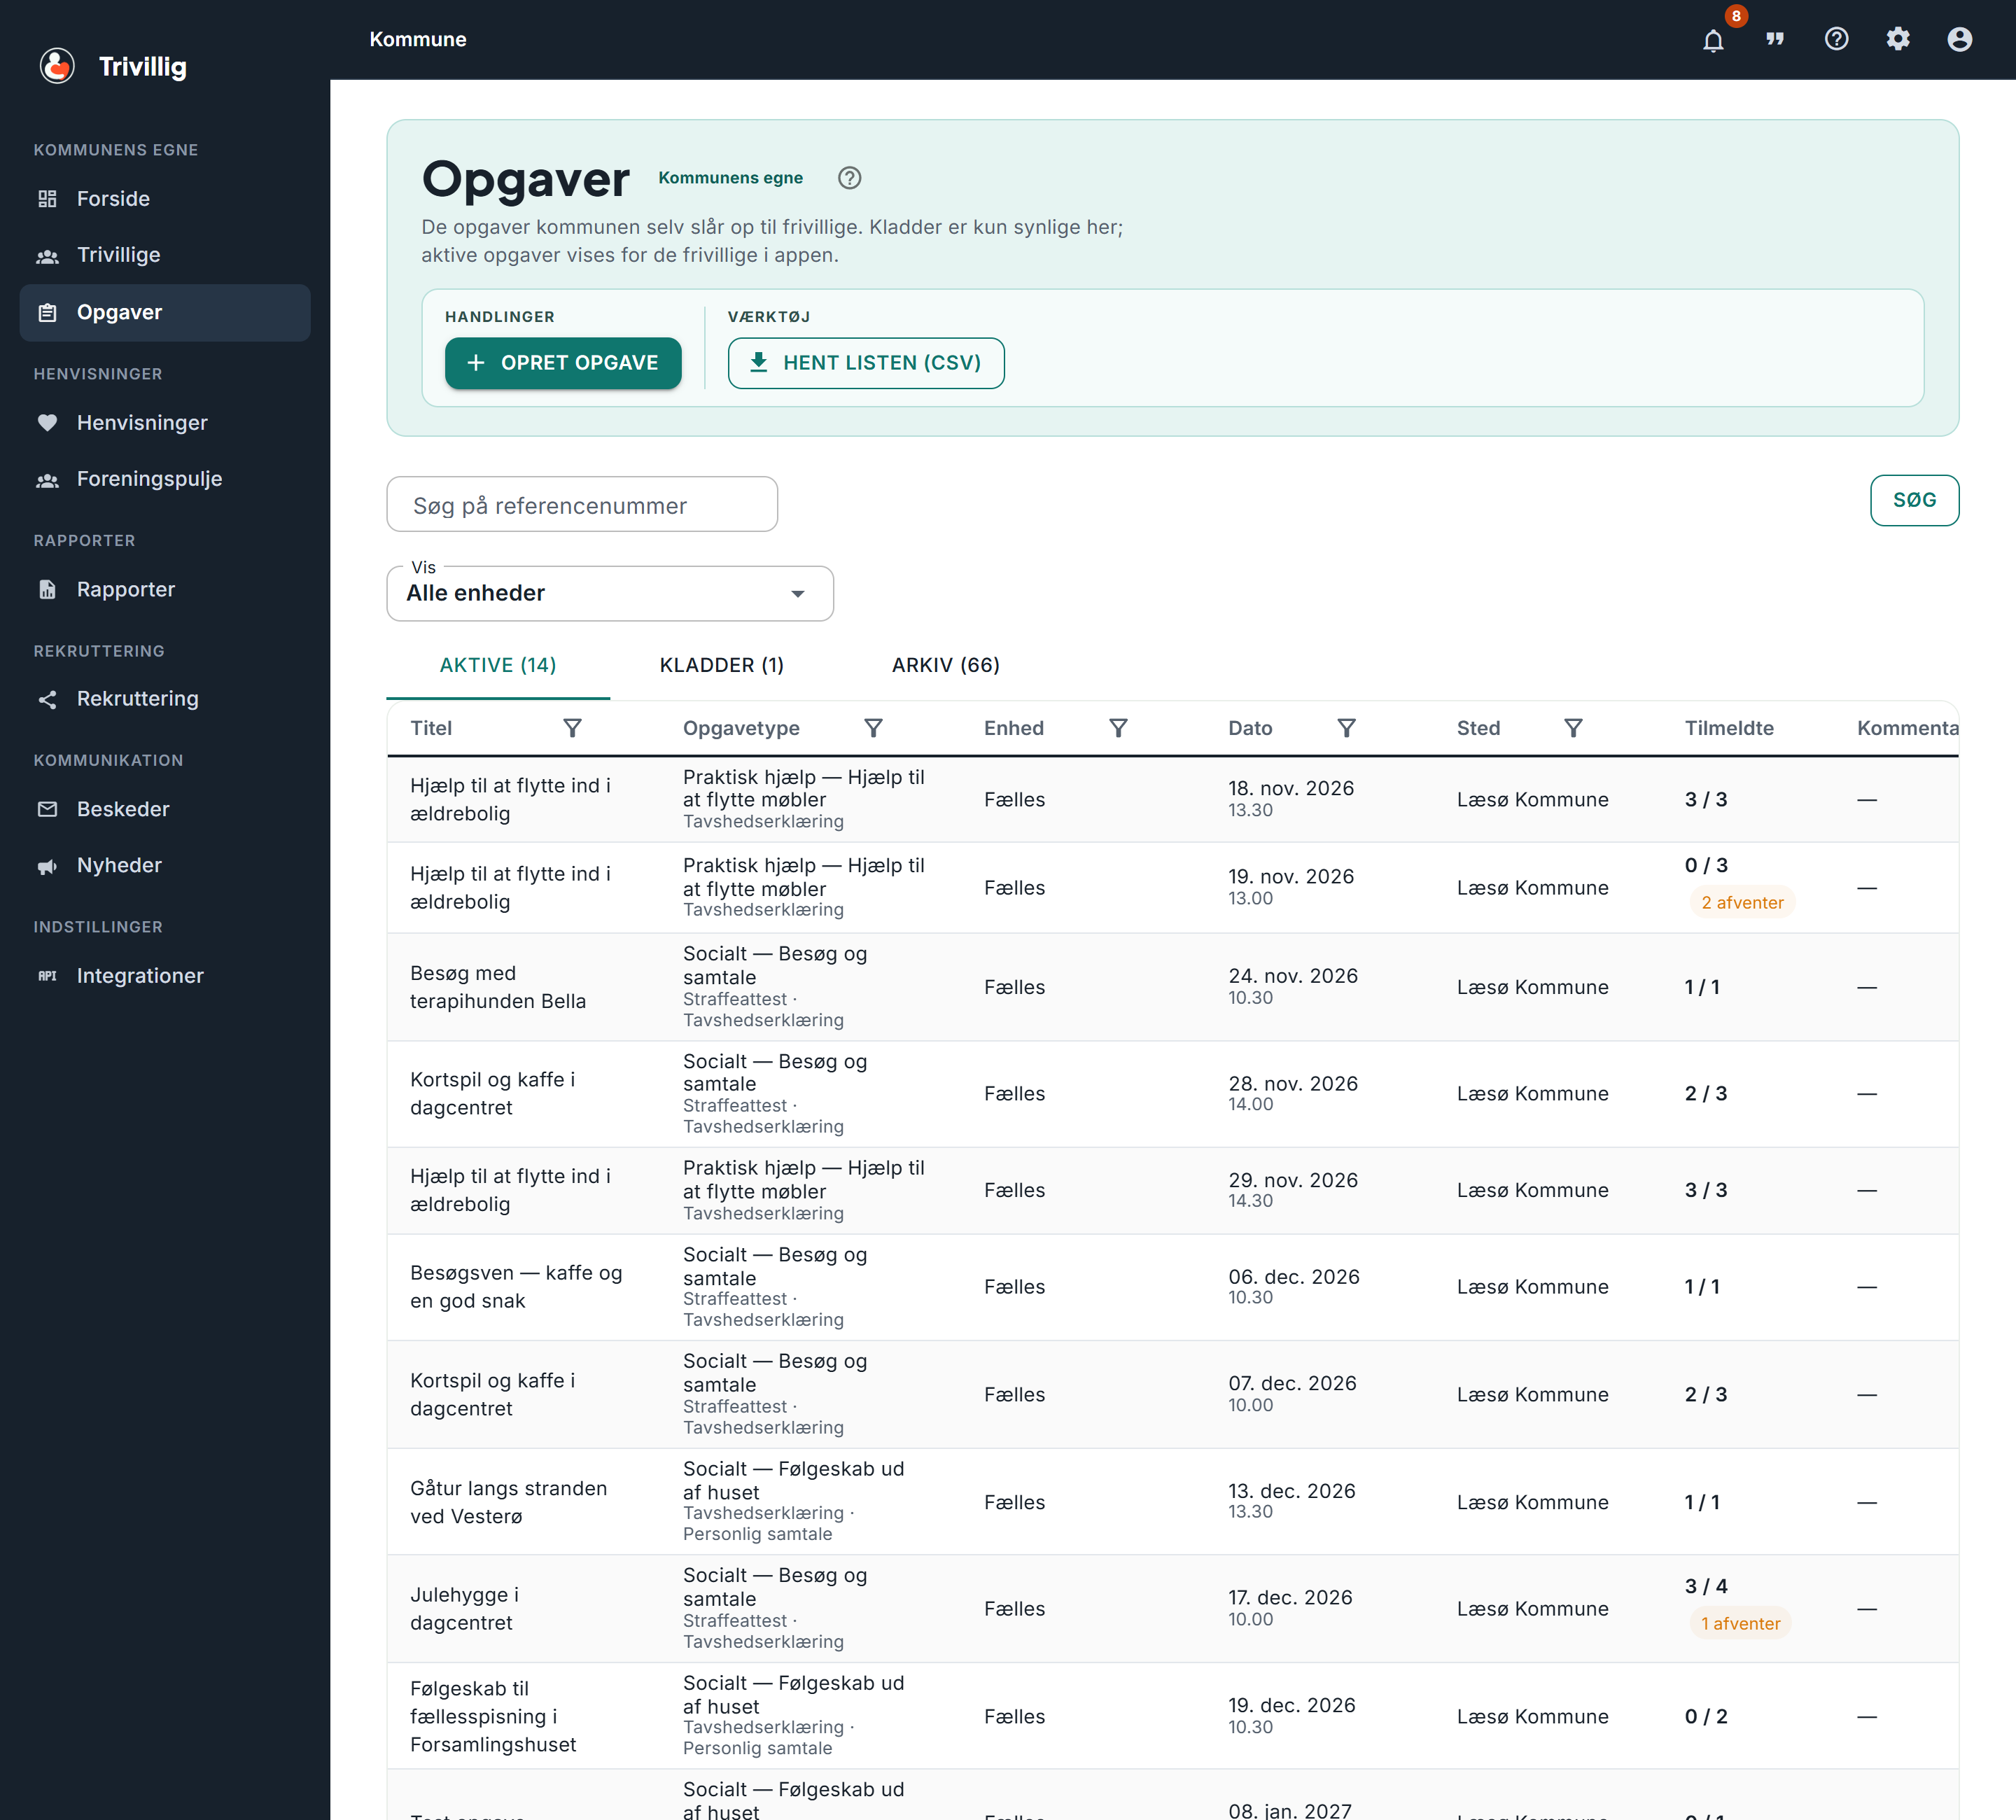 Trivillig
Kommune
8
KOMMUNENS EGNE
Forside
Trivillige
Opgaver
HENVISNINGER
Henvisninger
Foreningspulje
RAPPORTER
Rapporter
REKRUTTERING
Rekruttering
KOMMUNIKATION
Beskeder
Nyheder
INDSTILLINGER
API Integrationer
Opgaver Kommunens egne
De opgaver kommunen selv slår op til frivillige. Kladder er kun synlige her;
aktive opgaver vises for de frivillige i appen.
HANDLINGER
OPRET OPGAVE
VÆRKTØJ
HENT LISTEN (CSV)
Søg på referencenummer
SØG
Vis
Alle enheder
AKTIVE (14) KLADDER (1) ARKIV (66)
Titel Opgavetype Enhed Dato Sted Tilmeldte Kommenta
Hjælp til at flytte ind i
ældrebolig
Praktisk hjælp — Hjælp til
at flytte møbler
Tavshedserklæring
Fælles
18. nov. 2026
13.30
Læsø Kommune
3 / 3
—
Hjælp til at flytte ind i
ældrebolig
Praktisk hjælp — Hjælp til
at flytte møbler
Tavshedserklæring
Fælles
19. nov. 2026
13.00
Læsø Kommune
0 / 3
2 afventer
—
Besøg med
terapihunden Bella
Socialt — Besøg og
samtale
Straffeattest ·
Tavshedserklæring
Fælles
24. nov. 2026
10.30
Læsø Kommune
1 / 1
—
Kortspil og kaffe i
dagcentret
Socialt — Besøg og
samtale
Straffeattest ·
Tavshedserklæring
Fælles
28. nov. 2026
14.00
Læsø Kommune
2 / 3
—
Hjælp til at flytte ind i
ældrebolig
Praktisk hjælp — Hjælp til
at flytte møbler
Tavshedserklæring
Fælles
29. nov. 2026
14.30
Læsø Kommune
3 / 3
—
Besøgsven — kaffe og
en god snak
Socialt — Besøg og
samtale
Straffeattest ·
Tavshedserklæring
Fælles
06. dec. 2026
10.30
Læsø Kommune
1 / 1
—
Kortspil og kaffe i
dagcentret
Socialt — Besøg og
samtale
Straffeattest ·
Tavshedserklæring
Fælles
07. dec. 2026
10.00
Læsø Kommune
2 / 3
—
Gåtur langs stranden
ved Vesterø
Socialt — Følgeskab ud
af huset
Tavshedserklæring ·
Personlig samtale
Fælles
13. dec. 2026
13.30
Læsø Kommune
1 / 1
—
Julehygge i
dagcentret
Socialt — Besøg og
samtale
Straffeattest ·
Tavshedserklæring
Fælles
17. dec. 2026
10.00
Læsø Kommune
3 / 4
1 afventer
—
Følgeskab til
fællesspisning i
Forsamlingshuset
Socialt — Følgeskab ud
af huset
Tavshedserklæring ·
Personlig samtale
Fælles
19. dec. 2026
10.30
Læsø Kommune
0 / 2
—
Socialt — Følgeskab ud
af huset
08. jan. 2027